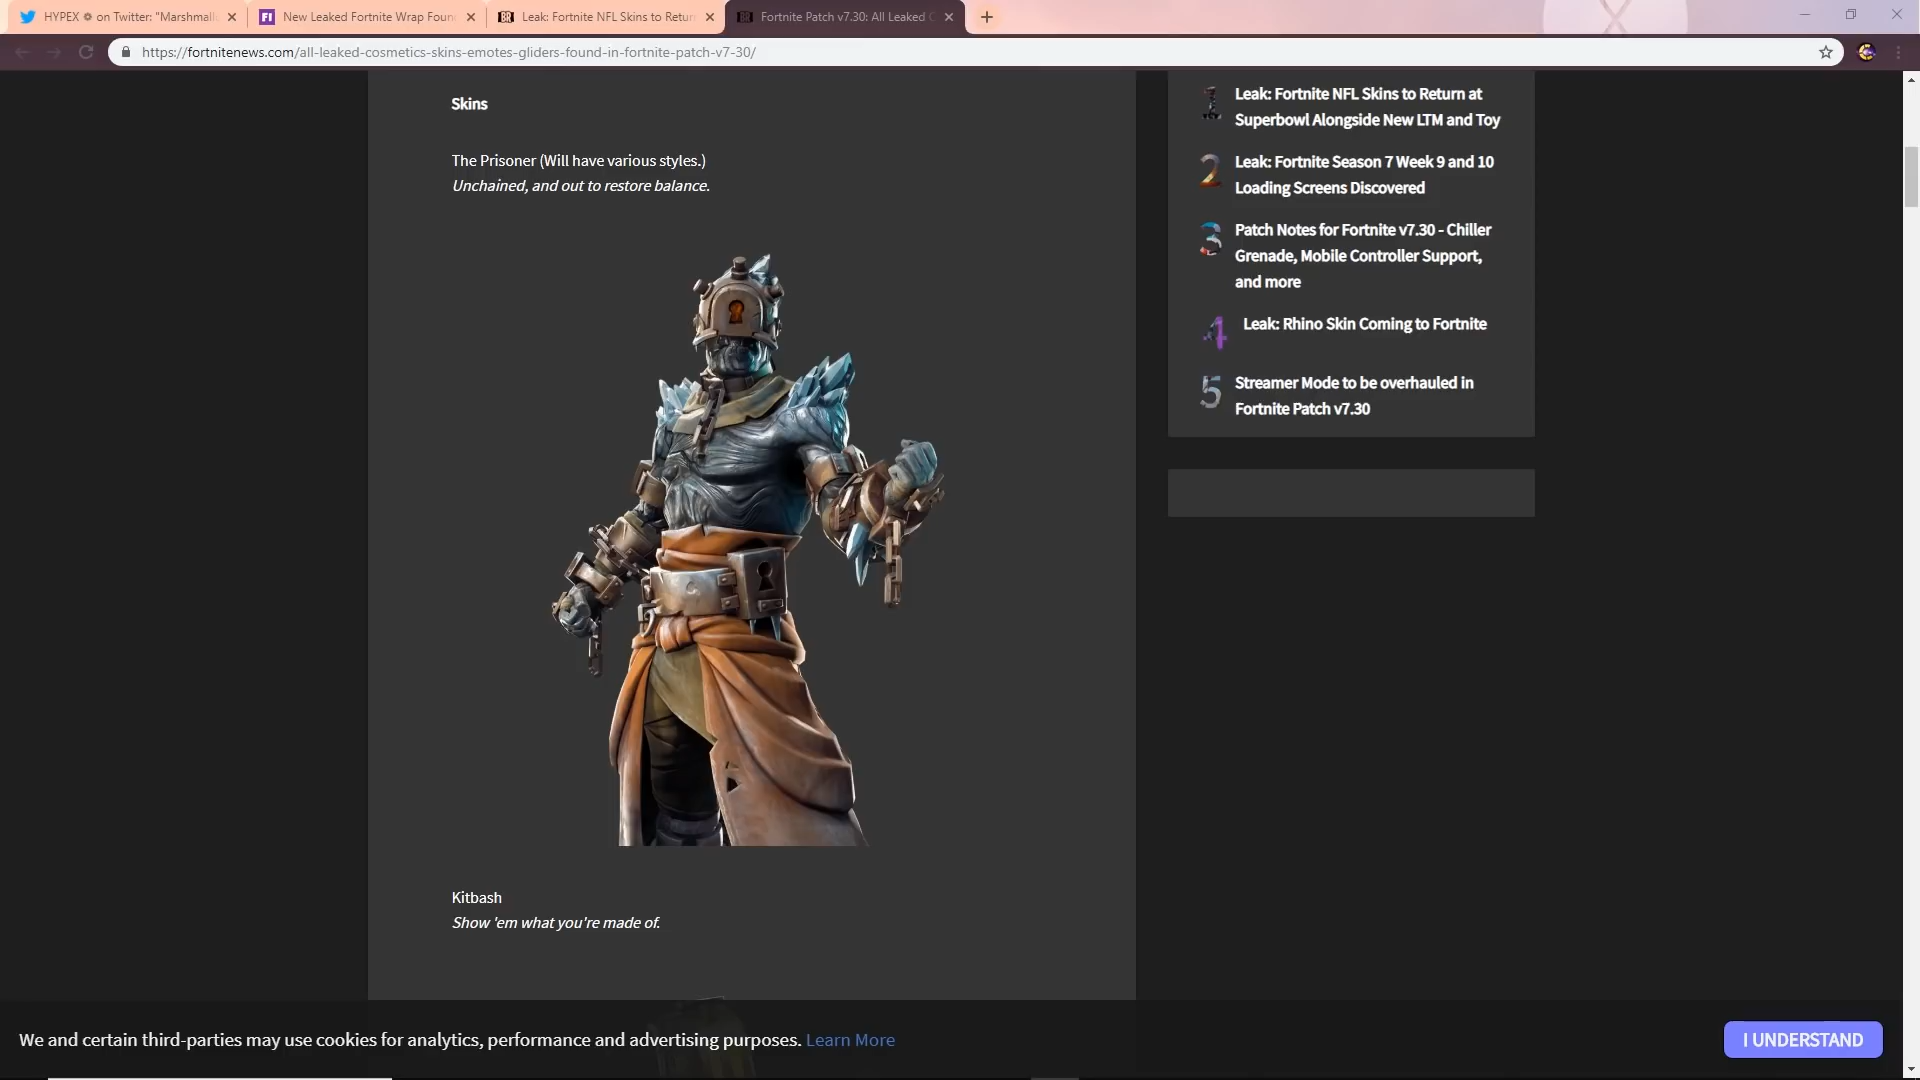 HYPEX on Twitter: "Marshmall
New Leaked Fortnite Wrap Foun
Leak: Fortnite NFL Skins to Retur
Fortnite Patch v7.30: All Leaked C
https://fortnitenews.com/all-leaked-cosmetics-skins-emotes-gliders-found-in-fortnite-patch-v7-30/
Skins
The Prisoner (Will have various styles.)
Unchained, and out to restore balance.
Kitbash
Show 'em what you're made of.
1 Leak: Fortnite NFL Skins to Return at
Superbowl Alongside New LTM and Toy
2 Leak: Fortnite Season 7 Week 9 and 10
Loading Screens Discovered
3 Patch Notes for Fortnite v7.30 - Chiller
Grenade, Mobile Controller Support,
and more
4 Leak: Rhino Skin Coming to Fortnite
5 Streamer Mode to be overhauled in
Fortnite Patch v7.30
We and certain third-parties may use cookies for analytics, performance and advertising purposes. Learn More
I UNDERSTAND